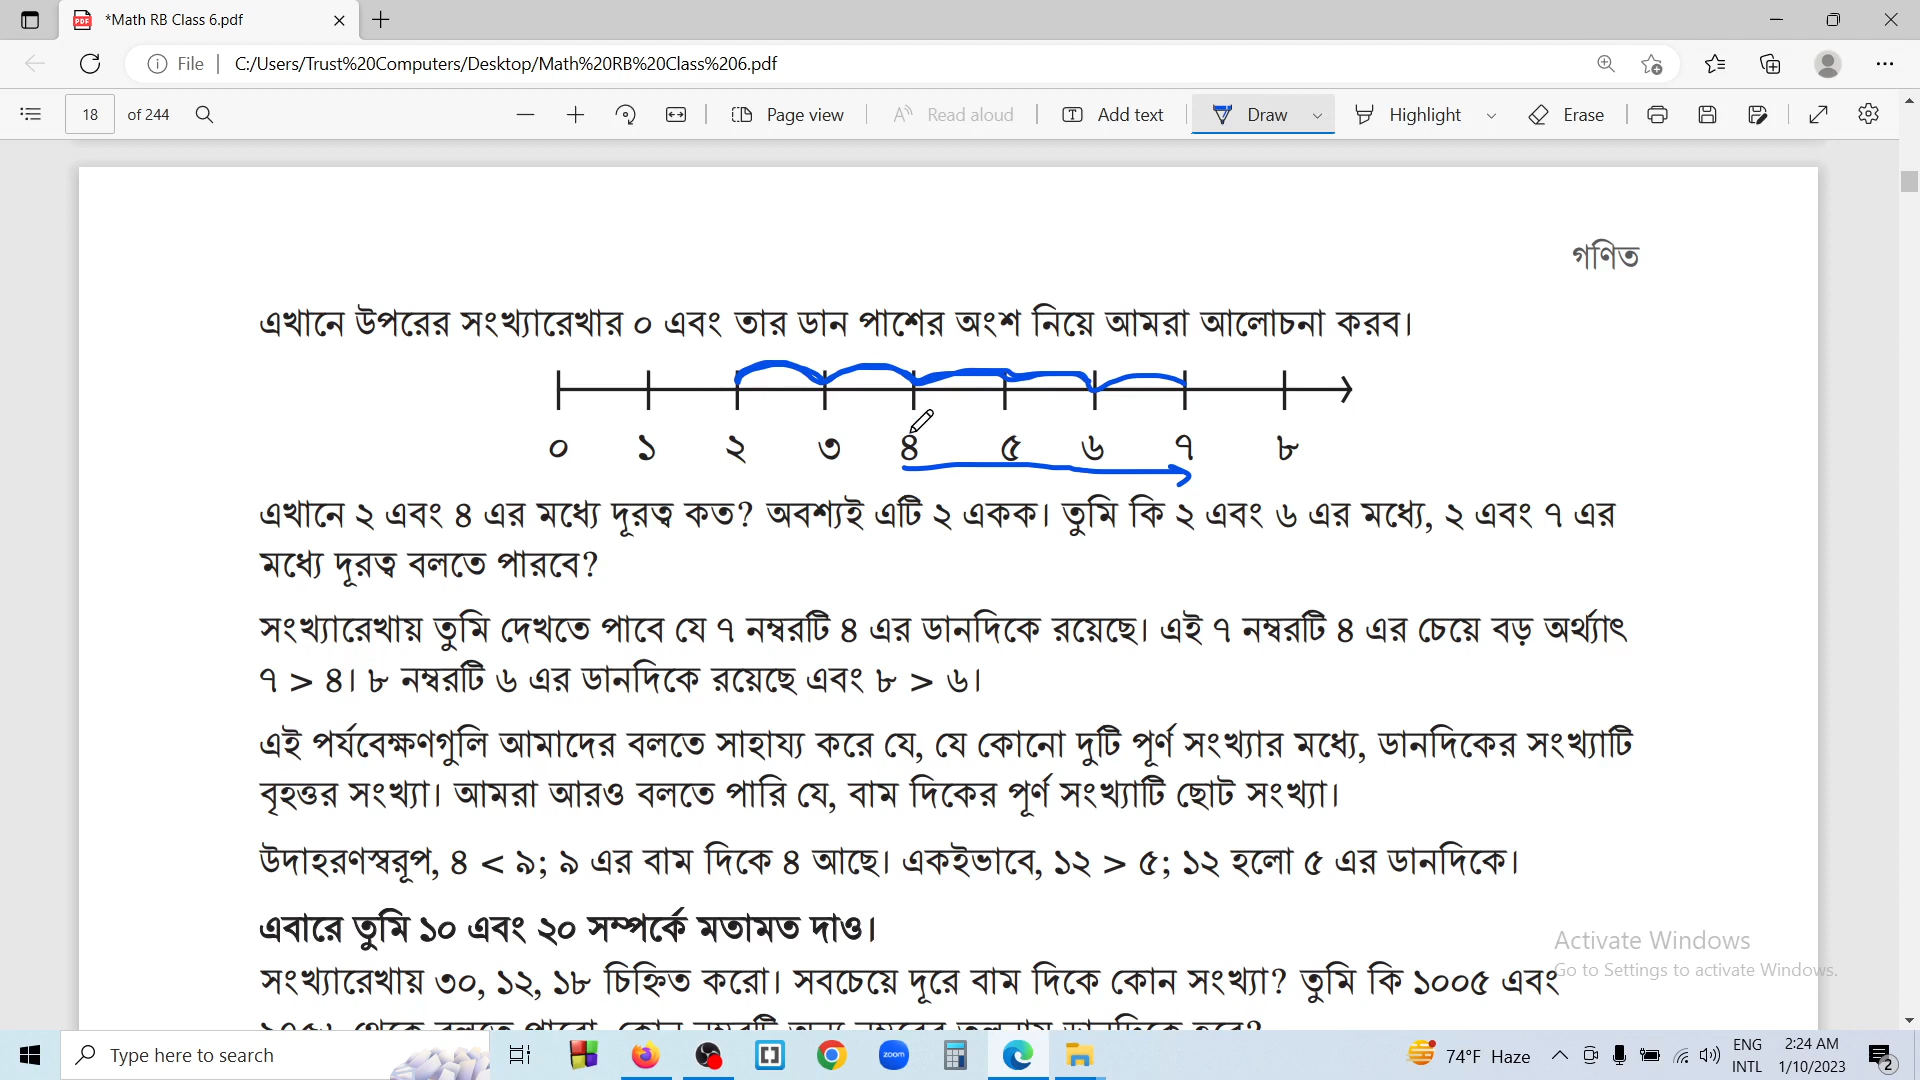 *Math RB Class 6.pdf
File
C:/Users/Trust%20Computers/Desktop/Math%20RB%20Class%206.pdf
18 of 244
Page view
Read aloud
Add text
Draw
Highlight
Erase
গণিত
এখানে উপরের সংখ্যারেখার ০ এবং তার ডান পাশের অংশ নিয়ে আমরা আলোচনা করব।
০ ১ ২ ৩ ৪ ৫ ৬ ৭ ৮
এখানে ২ এবং ৪ এর মধ্যে দূরত্ব কত? অবশ্যই এটি ২ একক। তুমি কি ২ এবং ৬ এর মধ্যে, ২ এবং ৭ এর
মধ্যে দূরত্ব বলতে পারবে?
সংখ্যারেখায় তুমি দেখতে পাবে যে ৭ নম্বরটি ৪ এর ডানদিকে রয়েছে। এই ৭ নম্বরটি ৪ এর চেয়ে বড় অর্থ্যাৎ
৭ > ৪। ৮ নম্বরটি ৬ এর ডানদিকে রয়েছে এবং ৮ > ৬।
এই পর্যবেক্ষণগুলি আমাদের বলতে সাহায্য করে যে, যে কোনো দুটি পূর্ণ সংখ্যার মধ্যে, ডানদিকের সংখ্যাটি
বৃহত্তর সংখ্যা। আমরা আরও বলতে পারি যে, বাম দিকের পূর্ণ সংখ্যাটি ছোট সংখ্যা।
উদাহরণস্বরূপ, ৪ < ৯; ৯ এর বাম দিকে ৪ আছে। একইভাবে, ১২ > ৫; ১২ হলো ৫ এর ডানদিকে।
এবারে তুমি ১০ এবং ২০ সম্পর্কে মতামত দাও।
সংখ্যারেখায় ৩০, ১২, ১৮ চিহ্নিত করো। সবচেয়ে দূরে বাম দিকে কোন সংখ্যা? তুমি কি ১০০৫ এবং
Activate Windows
Go to Settings to activate Windows.
Type here to search
zoom
74°F Haze
ENG
INTL
2:24 AM
1/10/2023
2